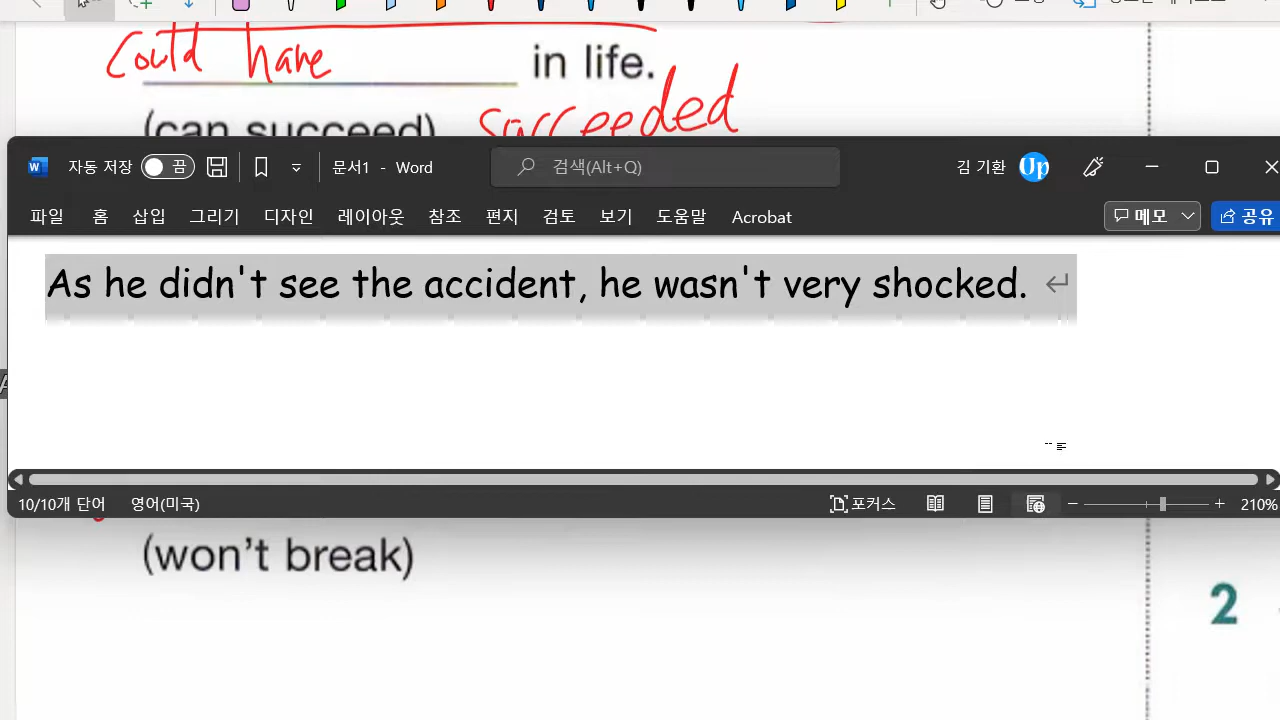 could have in life.
(can succeed) succeeded
자동 저장 끔 문서1 - Word 검색(Alt+Q) 김 기환 Up
파일 홈 삽입 그리기 디자인 레이아웃 참조 편지 검토 보기 도움말 Acrobat 메모 공유
As he didn't see the accident, he wasn't very shocked.
10/10개 단어 영어(미국) 포커스 210%
(won't break)
2